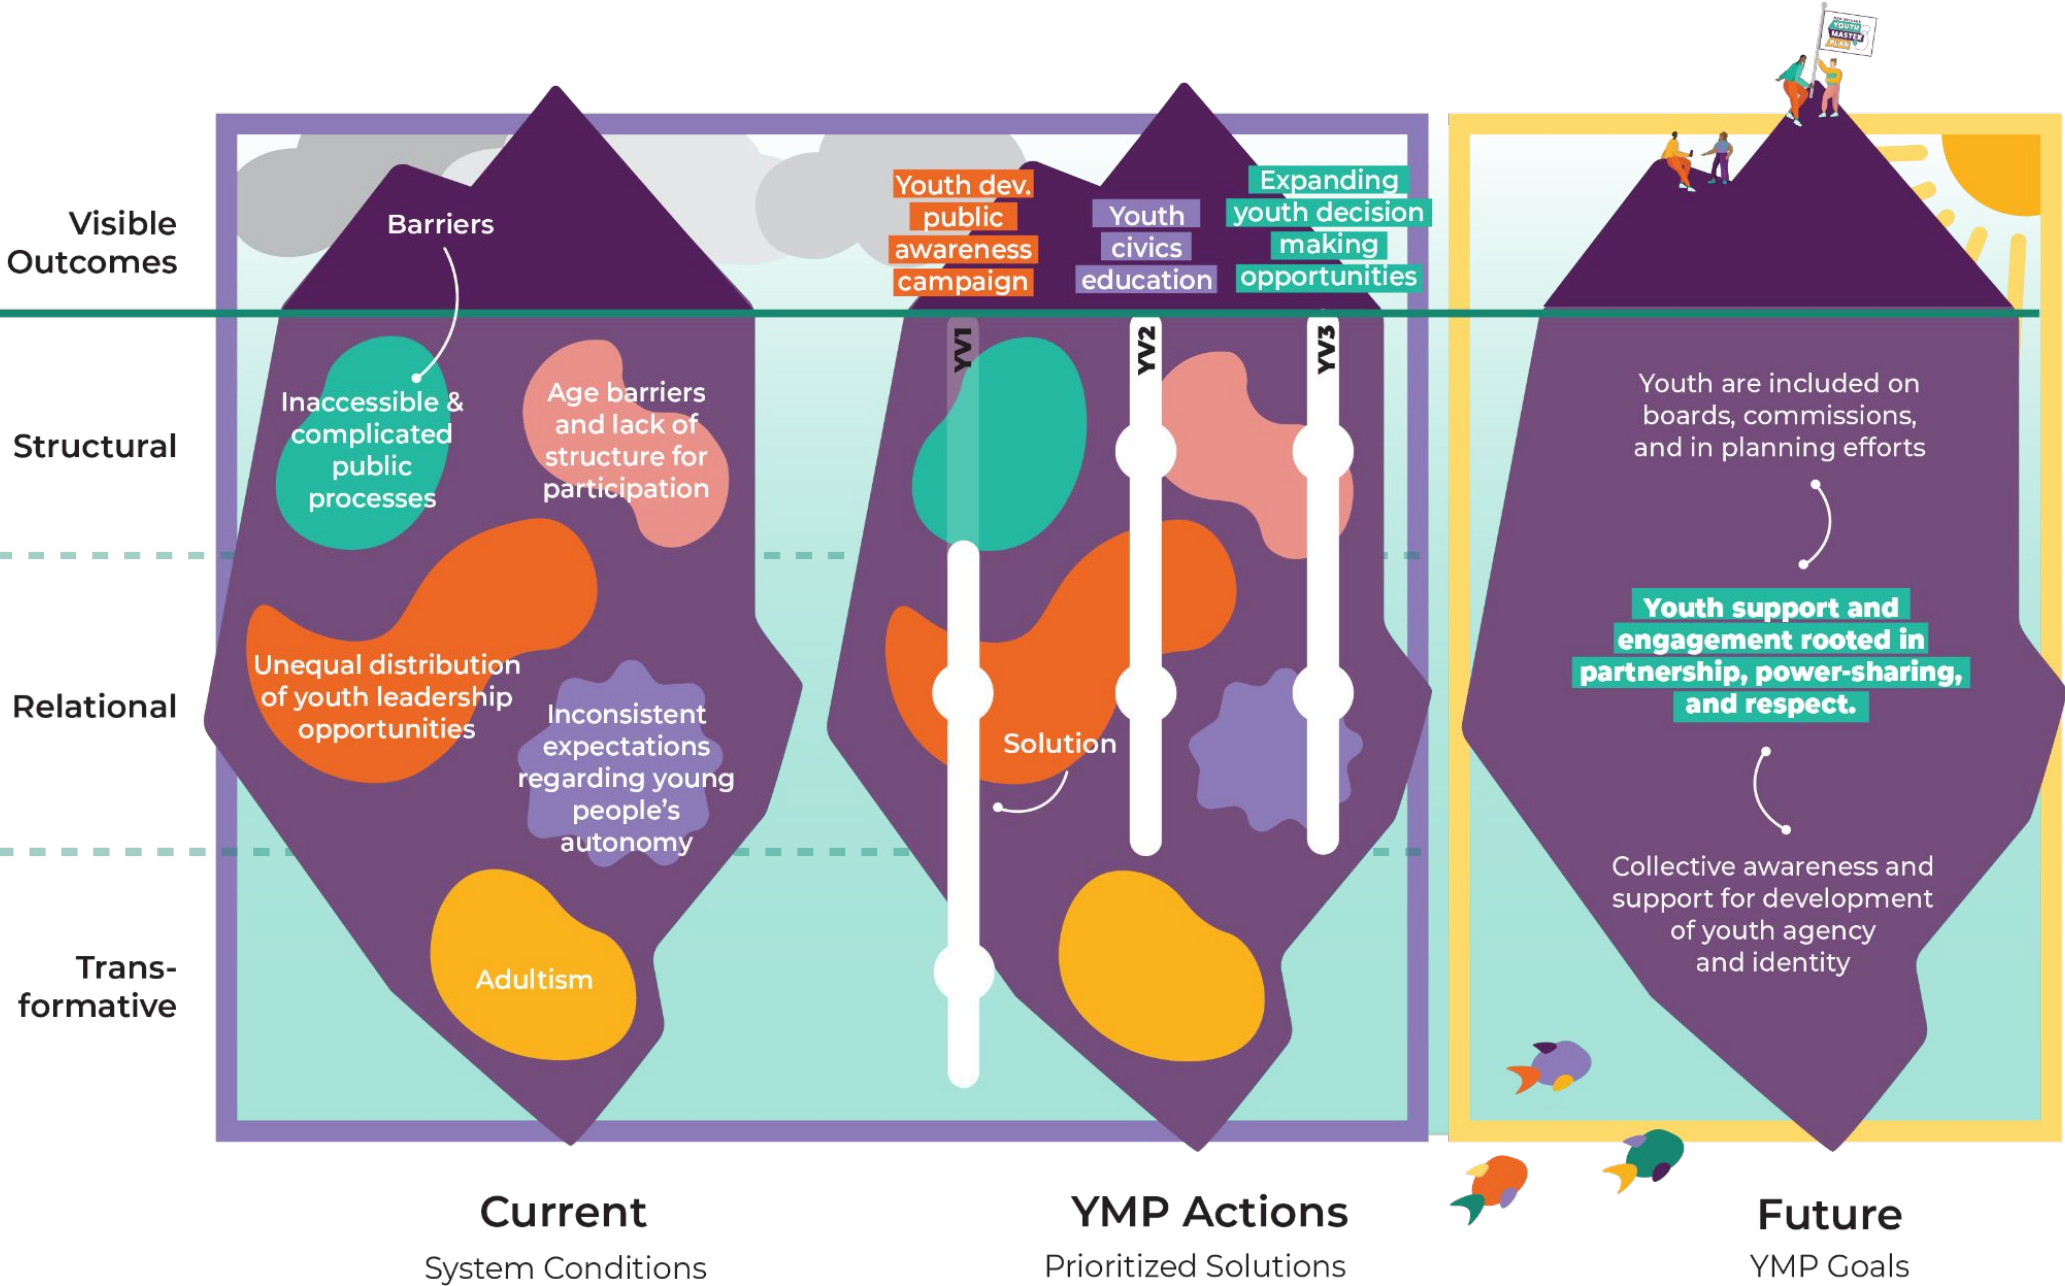 YOUTH
MASTER
PLAN
Visible
Outcomes
Structural
Relational
Trans-
formative
Barriers
Inaccessible &
complicated
public
processes
Age barriers
and lack of
structure for
participation
Unequal distribution
of youth leadership
opportunities
Inconsistent
expectations
regarding young
people’s
autonomy
Adultism
Youth dev.
public
awareness
campaign
Youth
civics
education
Expanding
youth decision
making
opportunities
YV1
YV2
YV3
Solution
Youth are included on
boards, commissions,
and in planning efforts
Youth support and
engagement rooted in
partnership, power-sharing,
and respect.
Collective awareness and
support for development
of youth agency
and identity
Current
System Conditions
YMP Actions
Prioritized Solutions
Future
YMP Goals